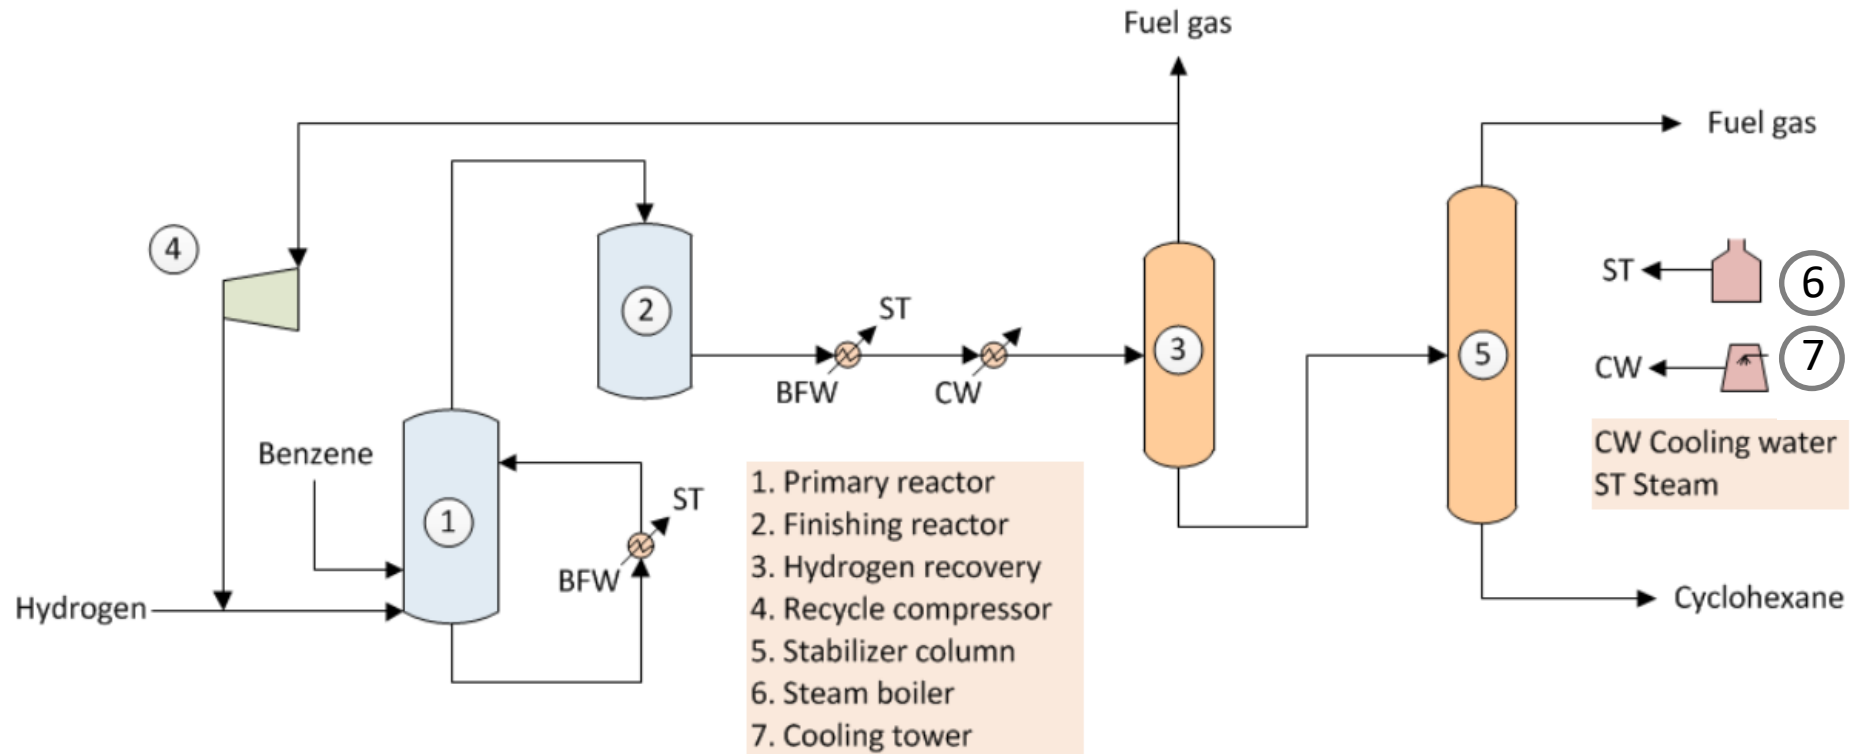 Fuel gas
Fuel gas
4
2
ST
BFW
CW
3
5
ST
6
CW
7
CW Cooling water
ST Steam
Benzene
1
ST
BFW
Hydrogen
Cyclohexane
1. Primary reactor
2. Finishing reactor
3. Hydrogen recovery
4. Recycle compressor
5. Stabilizer column
6. Steam boiler
7. Cooling tower